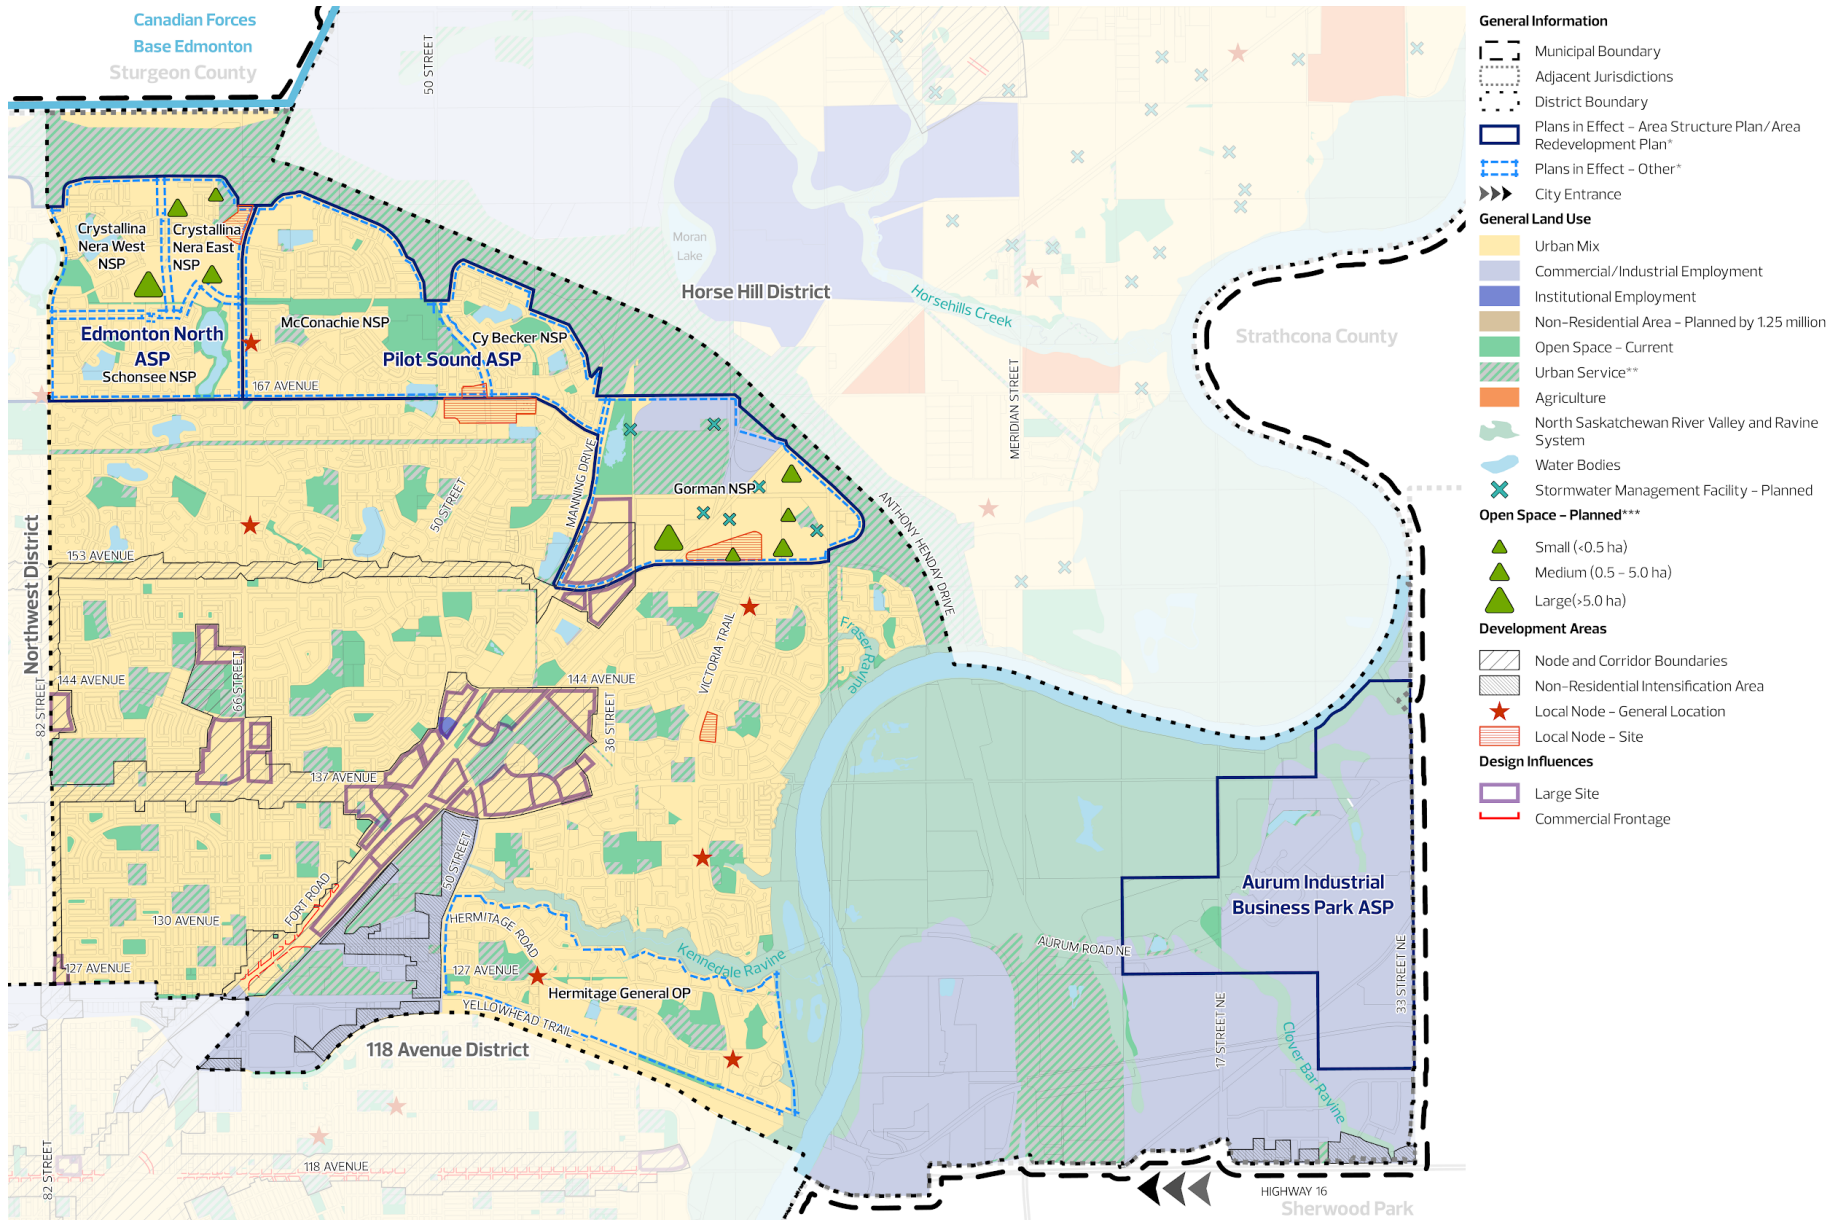 Canadian Forces
Base Edmonton
Sturgeon County
50 STREET
Crystallina
Nera West
NSP
Crystallina
Nera East
NSP
Moran
Lake
Horse Hill District
Horsehills Creek
Strathcona County
McConachie NSP
Cy Becker NSP
Edmonton North
ASP
Pilot Sound ASP
Schonsee NSP
167 AVENUE
MERIDIAN STREET
MANNING DRIVE
Gorman NSP
50 STREET
ANTHONY HENDAY DRIVE
Northwest District
153 AVENUE
Fraser Ravine
VICTORIA TRAIL
66 STREET
144 AVENUE
144 AVENUE
82 STREET
36 STREET
137 AVENUE
50 STREET
FORT ROAD
130 AVENUE
HERMITAGE ROAD
Kennedale Ravine
127 AVENUE
127 AVENUE
Hermitage General OP
YELLOWHEAD TRAIL
118 Avenue District
Aurum Industrial
Business Park ASP
AURUM ROAD NE
33 STREET NE
17 STREET NE
Clover Bar Ravine
82 STREET
118 AVENUE
HIGHWAY 16
Sherwood Park
General Information
Municipal Boundary
Adjacent Jurisdictions
District Boundary
Plans in Effect - Area Structure Plan/Area
Redevelopment Plan*
Plans in Effect - Other*
City Entrance
General Land Use
Urban Mix
Commercial/Industrial Employment
Institutional Employment
Non-Residential Area - Planned by 1.25 million
Open Space - Current
Urban Service**
Agriculture
North Saskatchewan River Valley and Ravine
System
Water Bodies
Stormwater Management Facility - Planned
Open Space - Planned***
Small (<0.5 ha)
Medium (0.5 - 5.0 ha)
Large(>5.0 ha)
Development Areas
Node and Corridor Boundaries
Non-Residential Intensification Area
Local Node - General Location
Local Node - Site
Design Influences
Large Site
Commercial Frontage